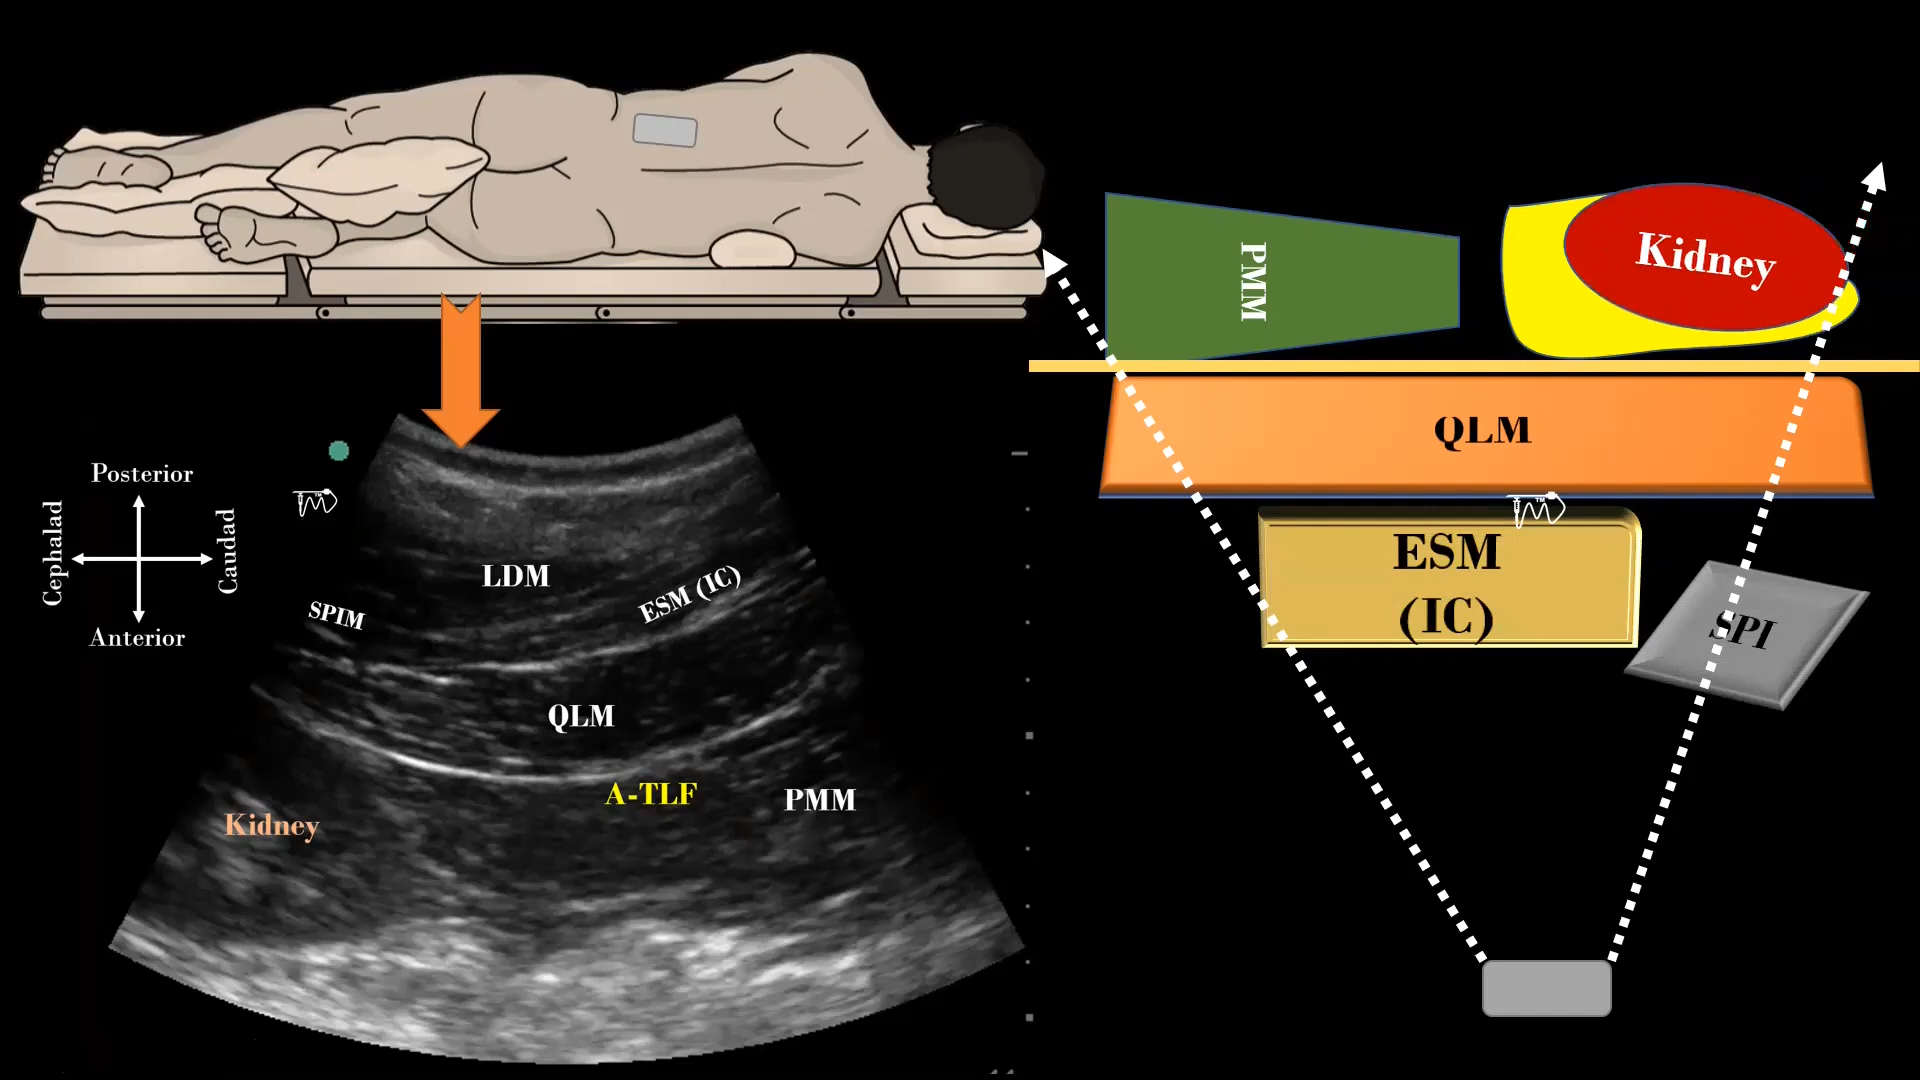 Posterior
Cephalad
Caudad
Anterior
LDM
ESM (IC)
SPIM
QLM
A-TLF
PMM
Kidney
PMM
Kidney
QLM
ESM
(IC)
SPI